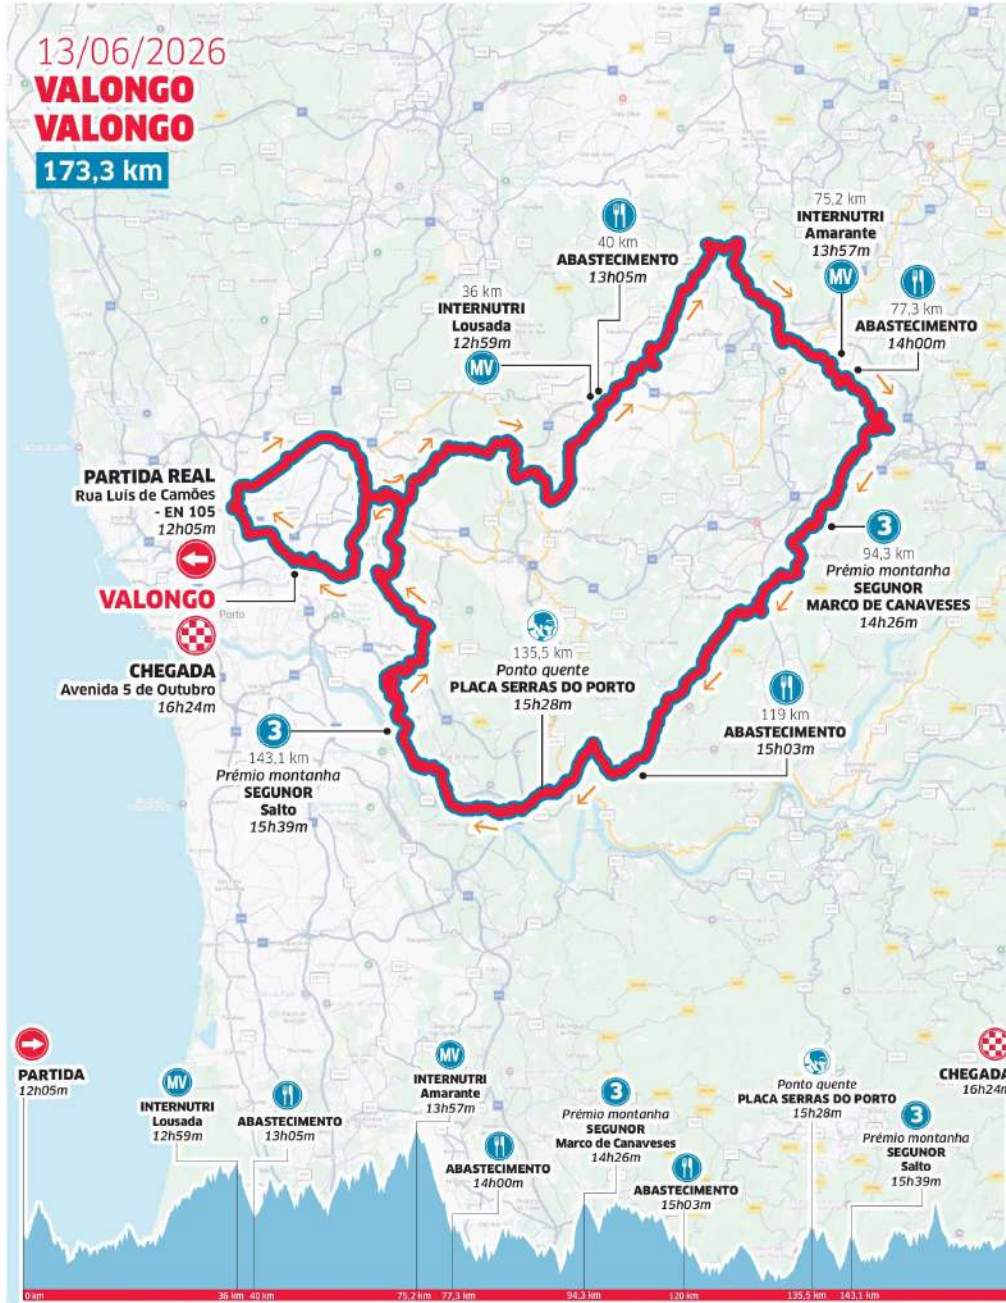 13/06/2026
VALONGO
VALONGO
173,3 km
40 km
ABASTECIMENTO
13h05m
75,2 km
INTERNUTRI
Amarante
13h57m
MV
36 km
INTERNUTRI
Lousada
12h59m
MV
77,3 km
ABASTECIMENTO
14h00m
PARTIDA REAL
Rua Luís de Camões
- EN 105
12h05m
VALONGO
Porto
CHEGADA
Avenida 5 de Outubro
16h24m
3
94,3 km
Prémio montanha
SEGUNOR
MARCO DE CANAVESES
14h26m
135,5 km
Ponto quente
PLACA SERRAS DO PORTO
15h28m
119 km
ABASTECIMENTO
15h03m
3
143,1 km
Prémio montanha
SEGUNOR
Salto
15h39m
PARTIDA
12h05m
MV
INTERNUTRI
Lousada
12h59m
ABASTECIMENTO
13h05m
MV
INTERNUTRI
Amarante
13h57m
ABASTECIMENTO
14h00m
3
Prémio montanha
SEGUNOR
Marco de Canaveses
14h26m
ABASTECIMENTO
15h03m
Ponto quente
PLACA SERRAS DO PORTO
15h28m
3
Prémio montanha
SEGUNOR
Salto
15h39m
CHEGADA
16h24m
0 km 36 km 40 km 75,2 km 77,3 km 94,3 km 120 km 135,5 km 143,1 km